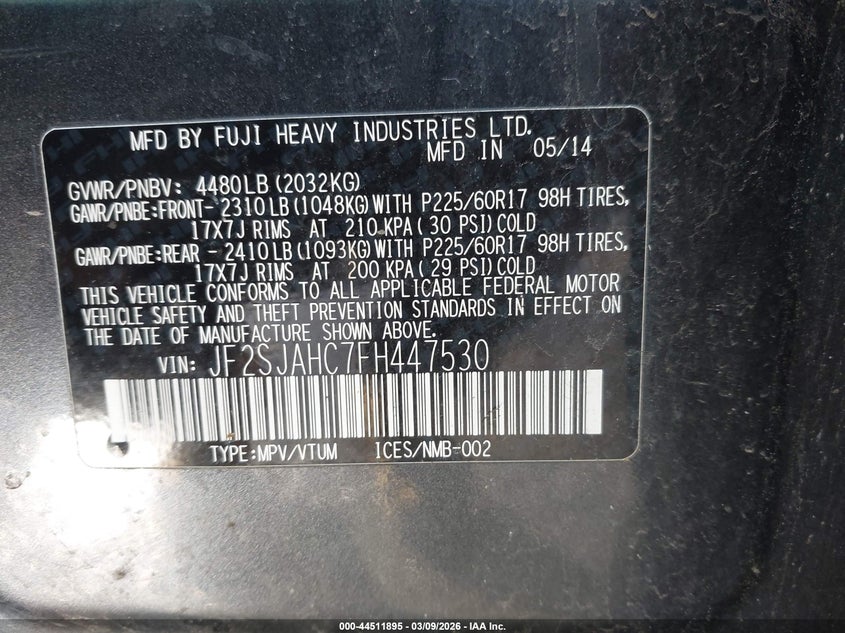 MFD BY FUJI HEAVY INDUSTRIES LTD.
MFD IN 05/14
GVWR/PNBV: 4480LB(2032KG)
GAWR/PNBE:FRONT- 2310LB(1048KG)WITH P225/60R17 98H TIRES,
17X7J RIMS AT 210 KPA( 30 PSI)COLD
GAWR/PNBE:REAR - 2410LB(1093KG)WITH P225/60R17 98H TIRES,
17X7J RIMS AT 200 KPA( 29 PSI)COLD
THIS VEHICLE CONFORMS TO ALL APPLICABLE FEDERAL MOTOR
VEHICLE SAFETY AND THEFT PREVENTION STANDARDS IN EFFECT ON
THE DATE OF MANUFACTURE SHOWN ABOVE.
VIN: JF2SJAHC7FH447530
TYPE:MPV/VTUM ICES/NMB-002
000-44511895 - 03/09/2026 - IAA Inc.